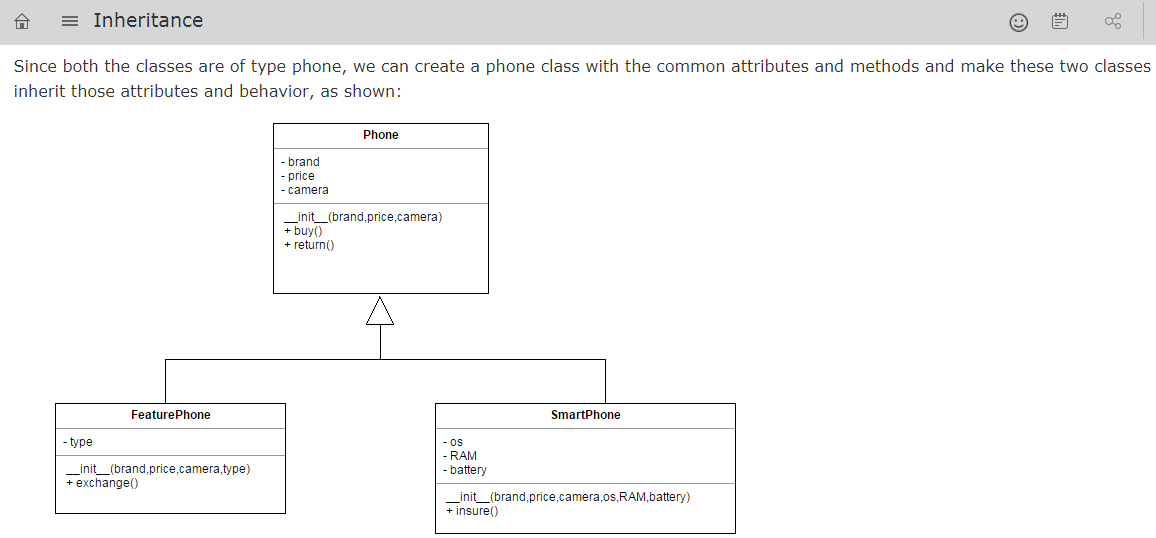 Inheritance
Since both the classes are of type phone, we can create a phone class with the common attributes and methods and make these two classes
inherit those attributes and behavior, as shown:
Phone
- brand
- price
- camera
__init__(brand,price,camera)
+ buy()
+ return()
FeaturePhone
- type
__init__(brand,price,camera,type)
+ exchange()
SmartPhone
- os
- RAM
- battery
__init__(brand,price,camera,os,RAM,battery)
+ insure()